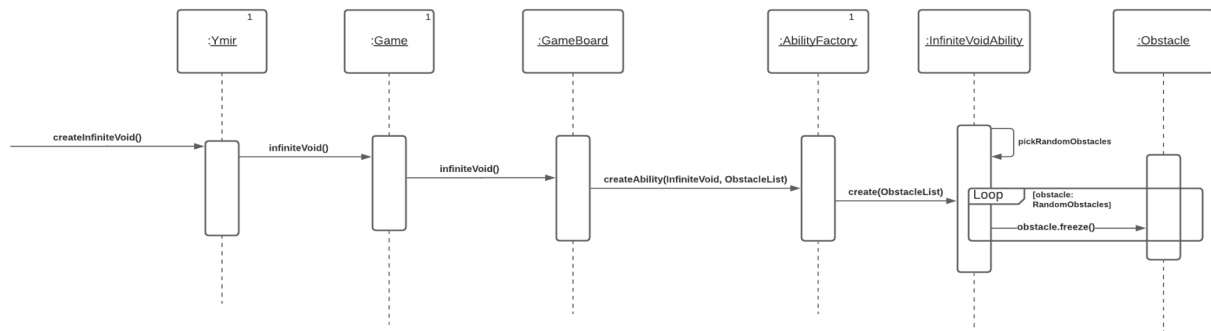 1
:Ymir
1
:Game
:GameBoard
1
:AbilityFactory
:InfiniteVoidAbility
:Obstacle
createInfiniteVoid()
infiniteVoid()
infiniteVoid()
createAbility(InfiniteVoid, ObstacleList)
create(ObstacleList)
pickRandomObstacles
Loop
[obstacle:
RandomObstacles]
obstacle.freeze()